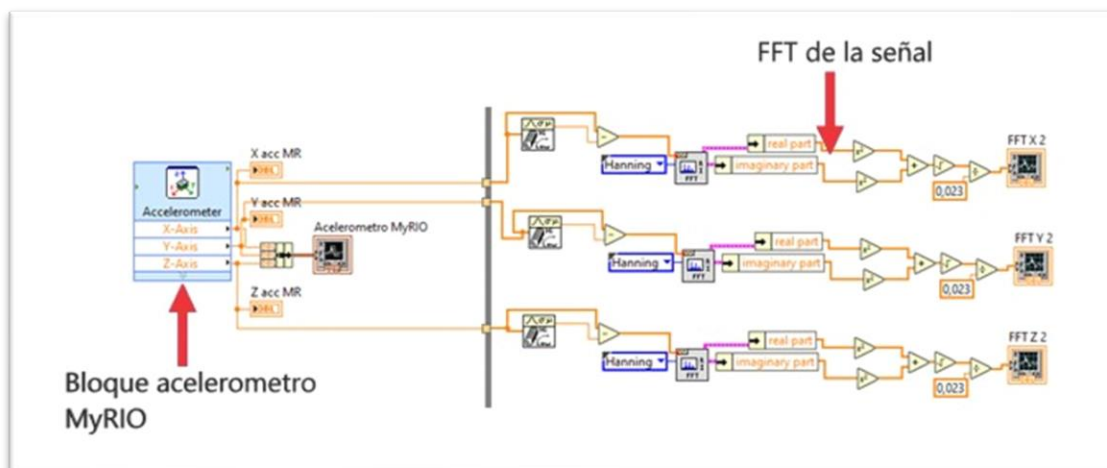 FFT de la señal
X acc MR
Accelerometer
X-Axis
Y-Axis
Z-Axis
Y acc MR
Acelerometro MyRIO
Z acc MR
Bloque acelerometro
MyRIO
Hanning
FFT
real part
imaginary part
0,023
FFT X 2
Hanning
FFT
real part
imaginary part
0,023
FFT Y 2
Hanning
FFT
real part
imaginary part
0,023
FFT Z 2